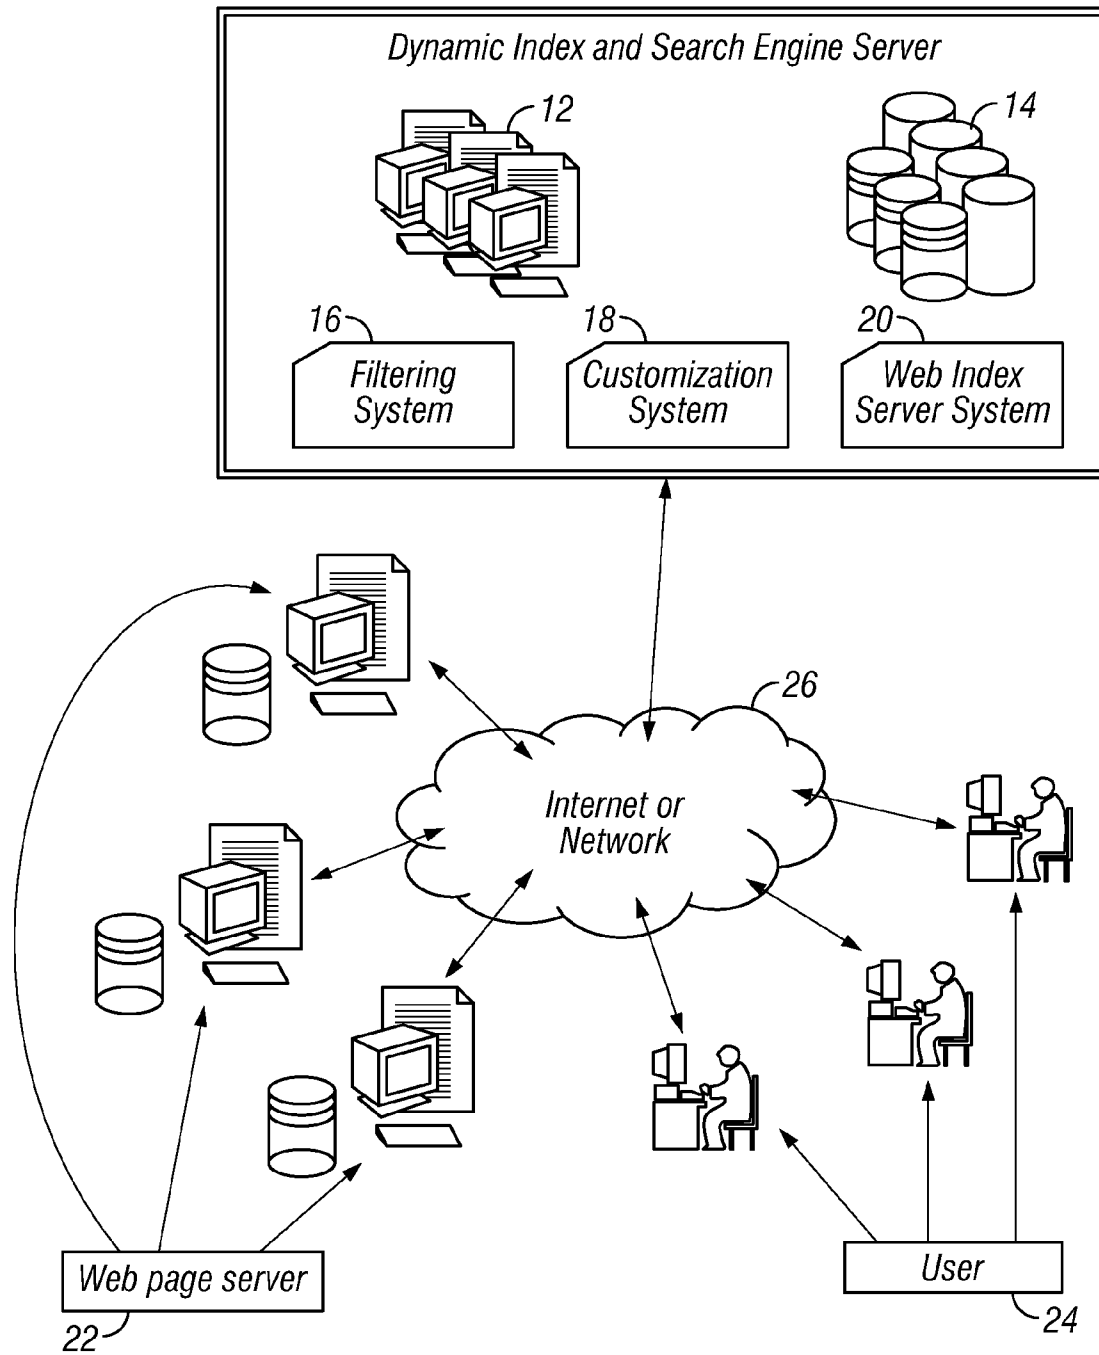 Dynamic Index and Search Engine Server
12
14
16
18
20
Filtering
System
Customization
System
Web Index
Server System
26
Internet or
Network
Web page server
User
22
24